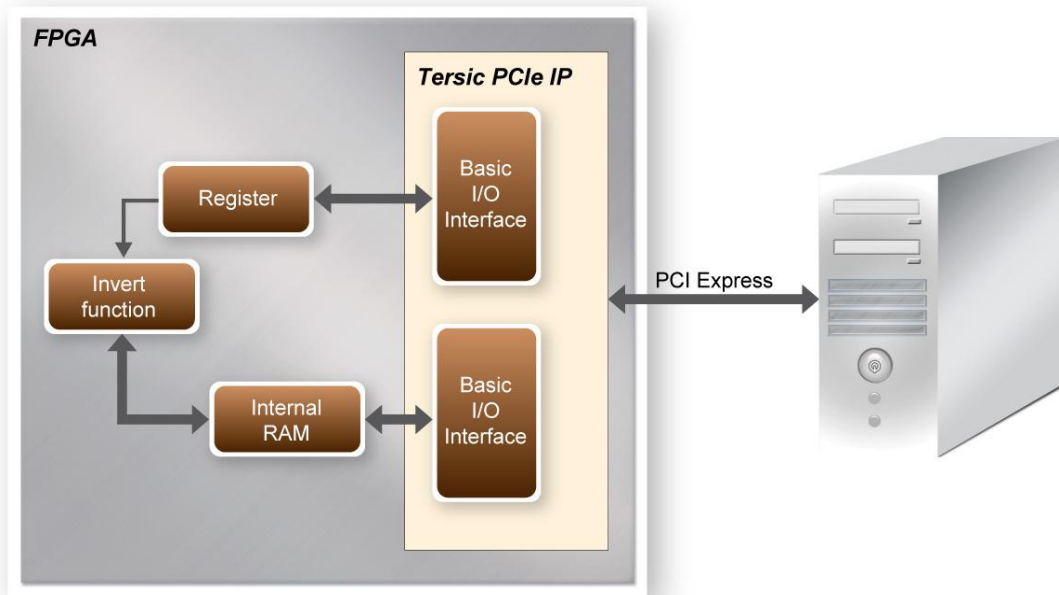 FPGA
Tersic PCIe IP
Basic
I/O
Interface
Register
Invert
function
PCI Express
Basic
I/O
Interface
Internal
RAM